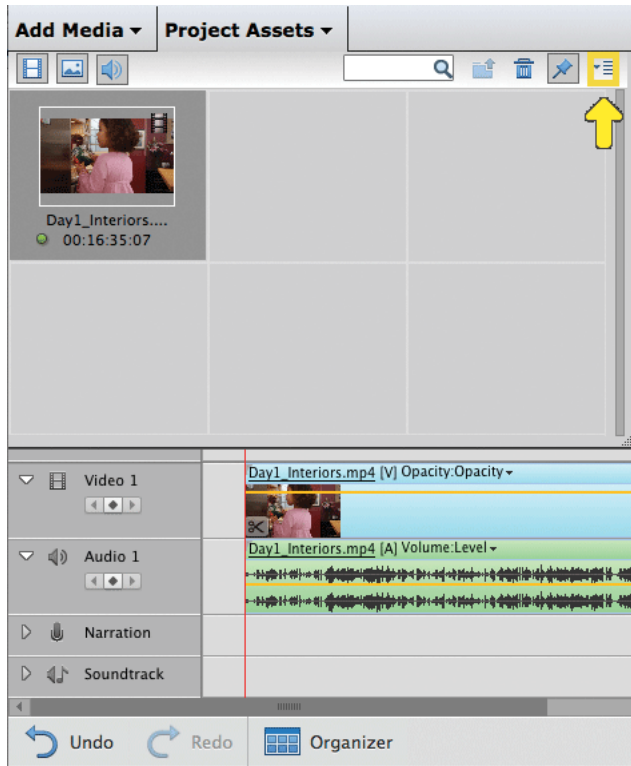 Add Media Project Assets
Day1_Interiors....
00:16:35:07
Video 1
Day1_Interiors.mp4 [V] Opacity:Opacity
Audio 1
Day1_Interiors.mp4 [A] Volume:Level
Narration
Soundtrack
Undo Redo Organizer